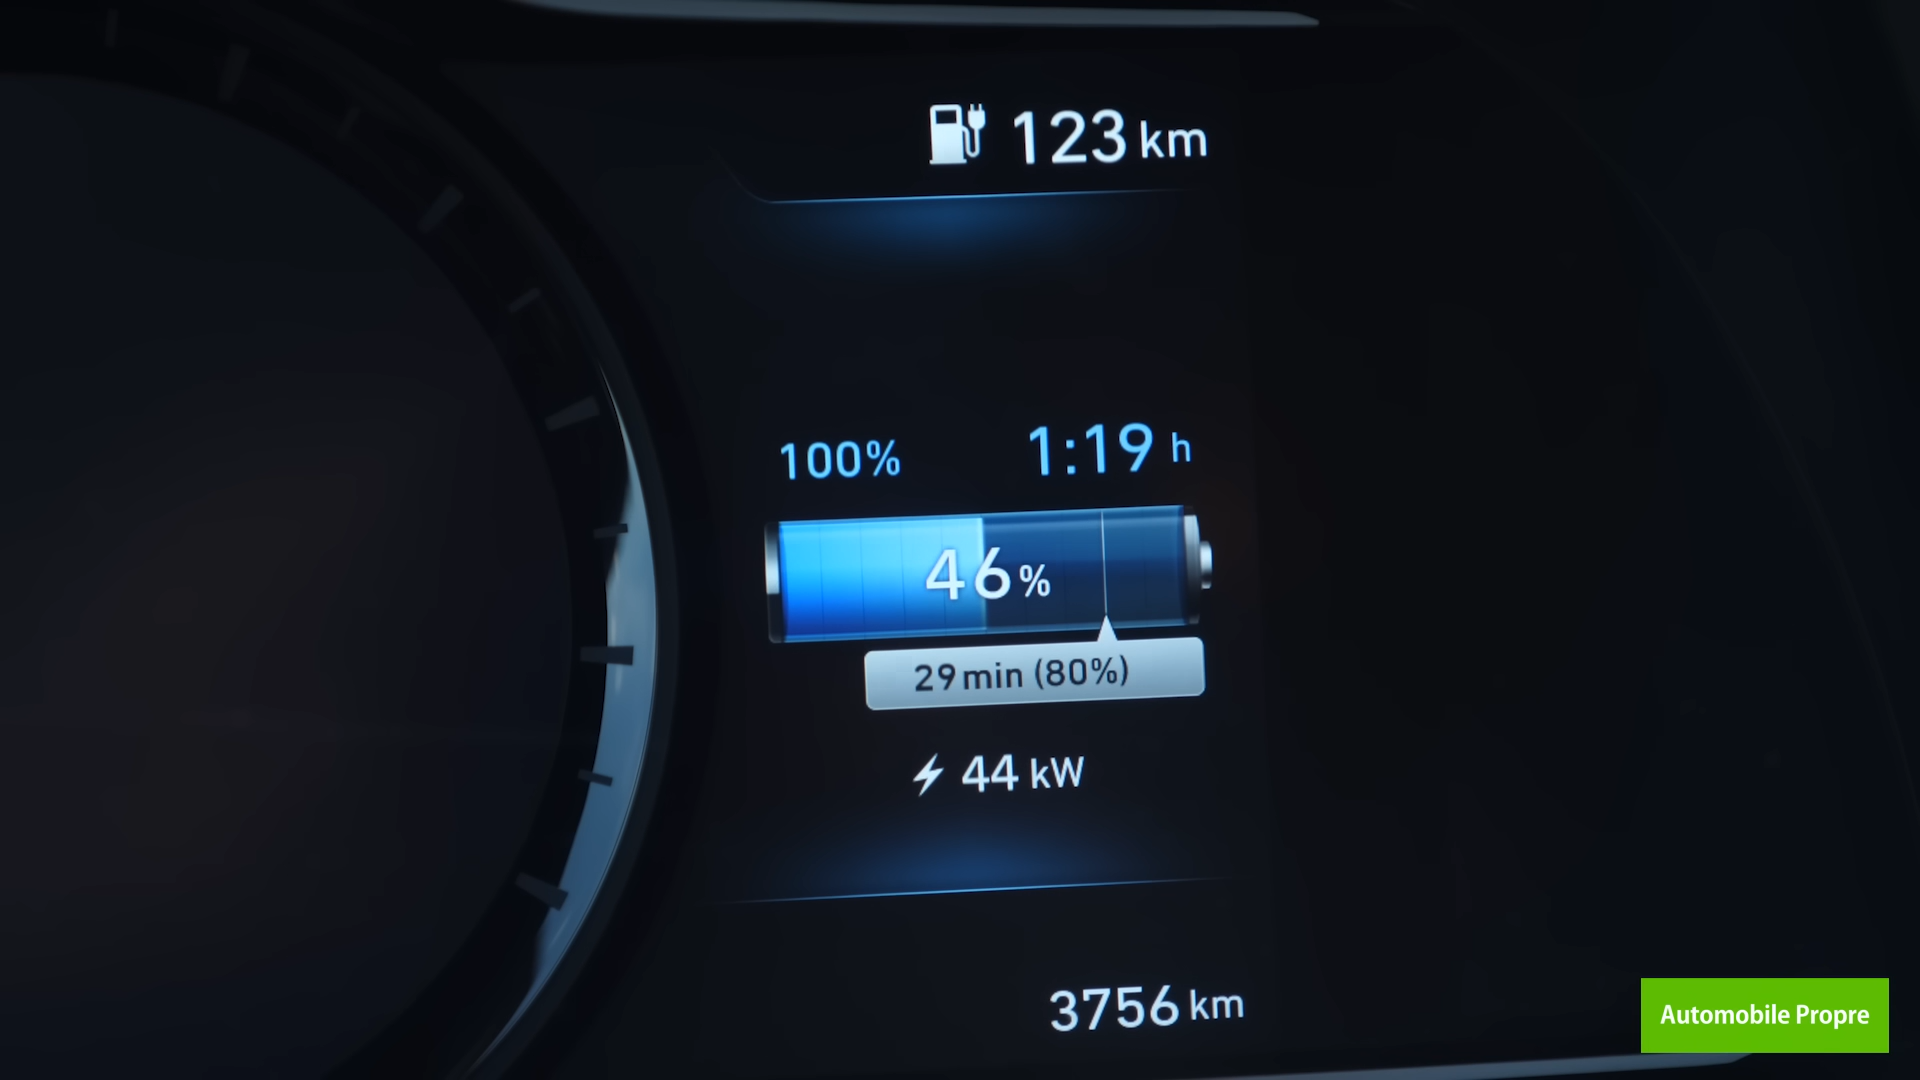 123 km
100% 1:19 h
46%
29 min (80%)
44 kW
3756 km
Automobile Propre